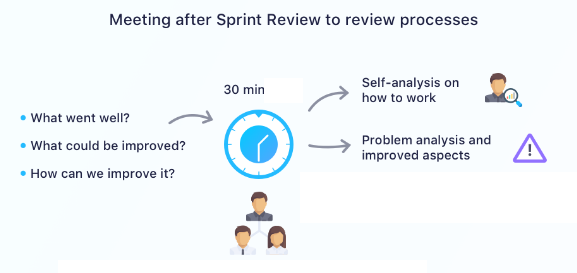 Meeting after Sprint Review to review processes
30 min
What went well?
What could be improved?
How can we improve it?
Self-analysis on
how to work
Problem analysis and
improved aspects